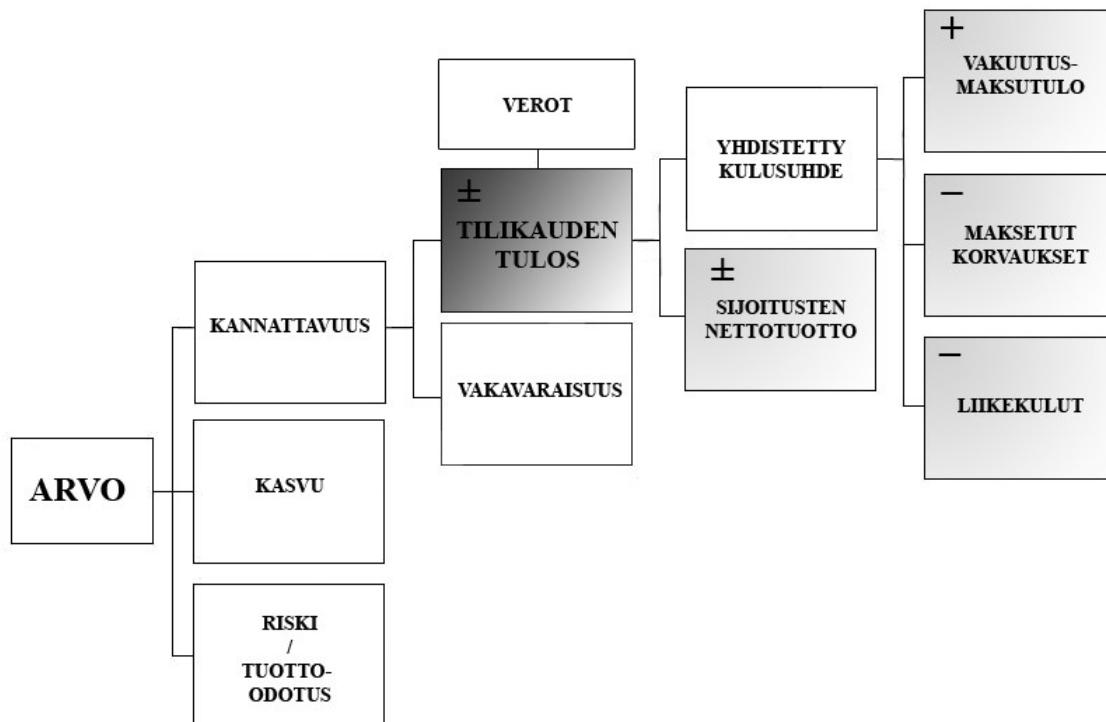 ARVO
KANNATTAVUUS
KASVU
RISKI
/
TUOTTO-
ODOTUS
VEROT
±
TILIKAUDEN
TULOS
VAKAVARAISUUS
YHDISTETTY
KULUSUHDE
±
SIJOITUSTEN
NETTOTUOTTO
+
VAKUUTUS-
MAKSUTULO
−
MAKSETUT
KORVAUKSET
−
LIIKEKULUT